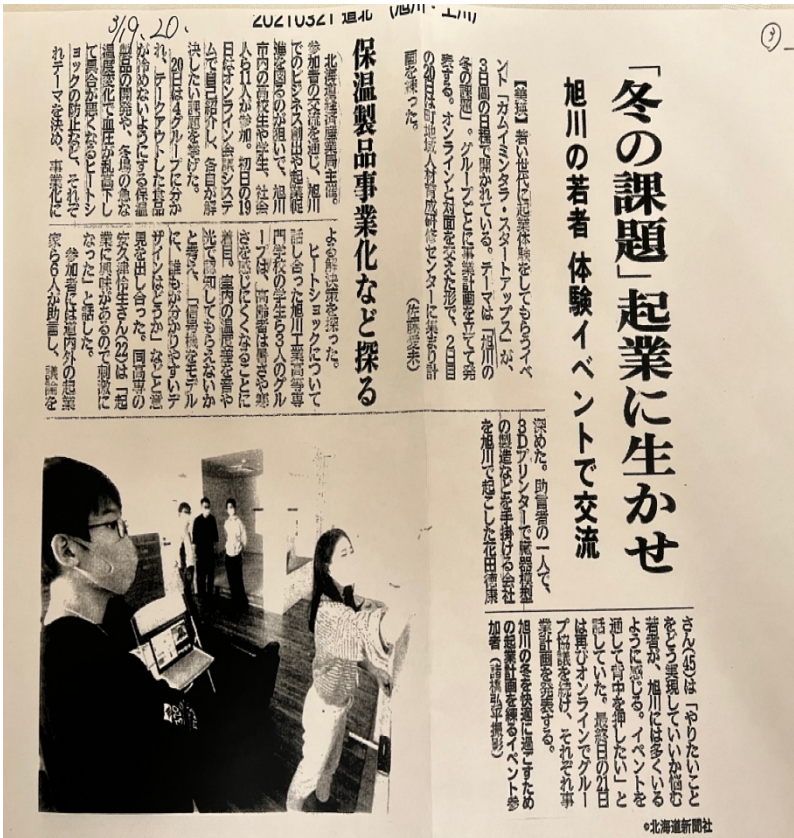 3/19.20.
20210321 道北（旭川・上川）
③
「冬の課題」起業に生かせ
旭川の若者 体験イベントで交流
若い世代に起業体験をしてもらうイベ
ント「カムイミンタラ・スタートアップス」が、
3日間の日程で開かれている。テーマは「旭川の
冬の課題」。グループごとに事業計画を立てて発
表する。オンラインと対面を交えた形で、2日目
の20日は町地域人材育成研修センターに集まり計
画を練った。
保温製品事業化など探る
北海道経済産業局主催。
参加者の交流を通じ、旭川
でのビジネス創出や起業促
進を図るのが狙いで、旭川
市内の高校生や学生、社会
人ら11人が参加。初日の19
日はオンライン会議システ
ムで自己紹介し、各自が解
決したい課題を挙げた。
20日は4グループに分か
れ、テークアウトした食品
が冷めないようにする保温
製品の開発や、冬場の急な
温度変化で血圧が乱高下し
て具合が悪くなるヒートシ
ョックの防止など、それぞ
れテーマを決め、事業化に
よる解決策を探った。
ヒートショックについて
話し合った旭川工業高等専
門学校の学生ら3人のグル
ープは、高齢者は暑さや寒
さを感じにくくなることに
着目。室内の温度差を音や
光で認知してもらえないか
と考え、「信号機をモデル
に、誰もが分かりやすいデ
ザインはどうか」などと意
見を出し合った。同高専の
さん(22)は「起
業に興味があるので刺激に
なった」と話した。
参加者には道内外の起業
家ら6人が助言し、議論を
深めた。助言者の一人で、
3Dプリンターで臓器模型
の製造などを手掛ける会社
を旭川で起こした花田徳康
さん(45)は「やりたいこと
をどう実現していいか悩む
若者が、旭川には多くいる
ように感じる。イベントを
通して背中を押したい」と
話していた。最終日の21日
は再びオンラインでグルー
プ協議を続け、それぞれ事
業計画を発表する。
旭川の冬を快適に過ごすため
の起業計画を練るイベント参
加者（諸橋弘平撮影）
©北海道新聞社